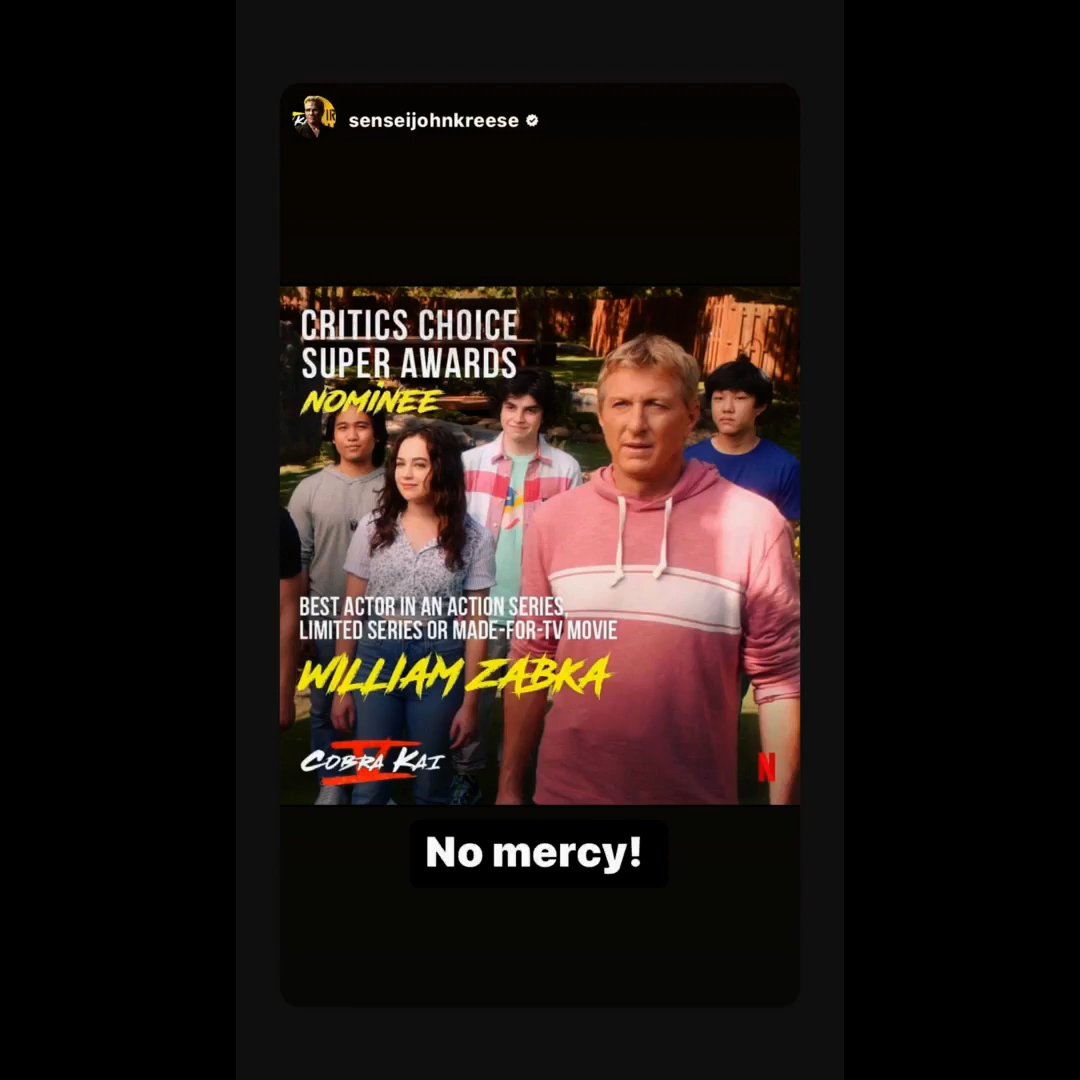 senseijohnkreese
CRITICS CHOICE
SUPER AWARDS
NOMINEE
BEST ACTOR IN AN ACTION SERIES,
LIMITED SERIES OR MADE-FOR-TV MOVIE
WILLIAM ZABKA
COBRA KAI
V
N
No mercy!